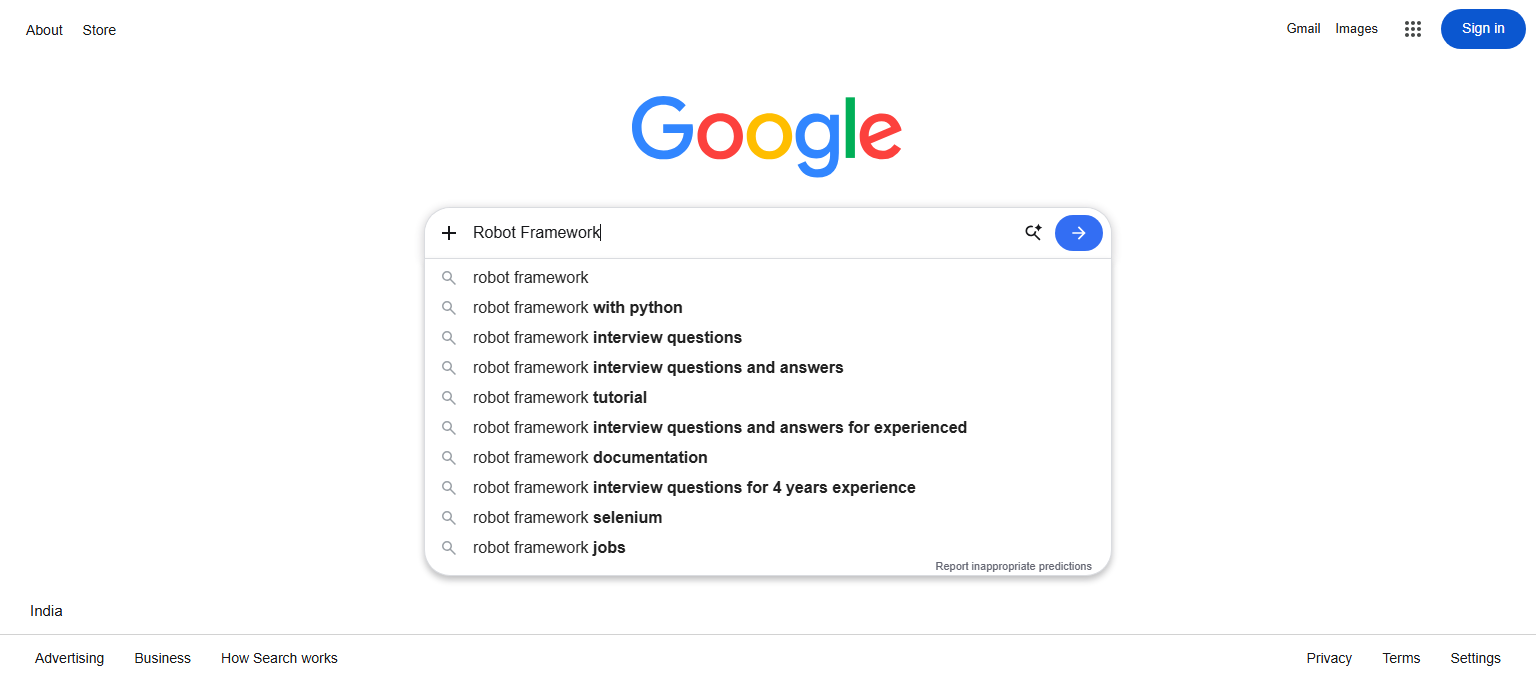 About Store
Gmail Images Sign in
Google
Robot Framework
robot framework
robot framework with python
robot framework interview questions
robot framework interview questions and answers
robot framework tutorial
robot framework interview questions and answers for experienced
robot framework documentation
robot framework interview questions for 4 years experience
robot framework selenium
robot framework jobs
Report inappropriate predictions
India
Advertising Business How Search works
Privacy Terms Settings